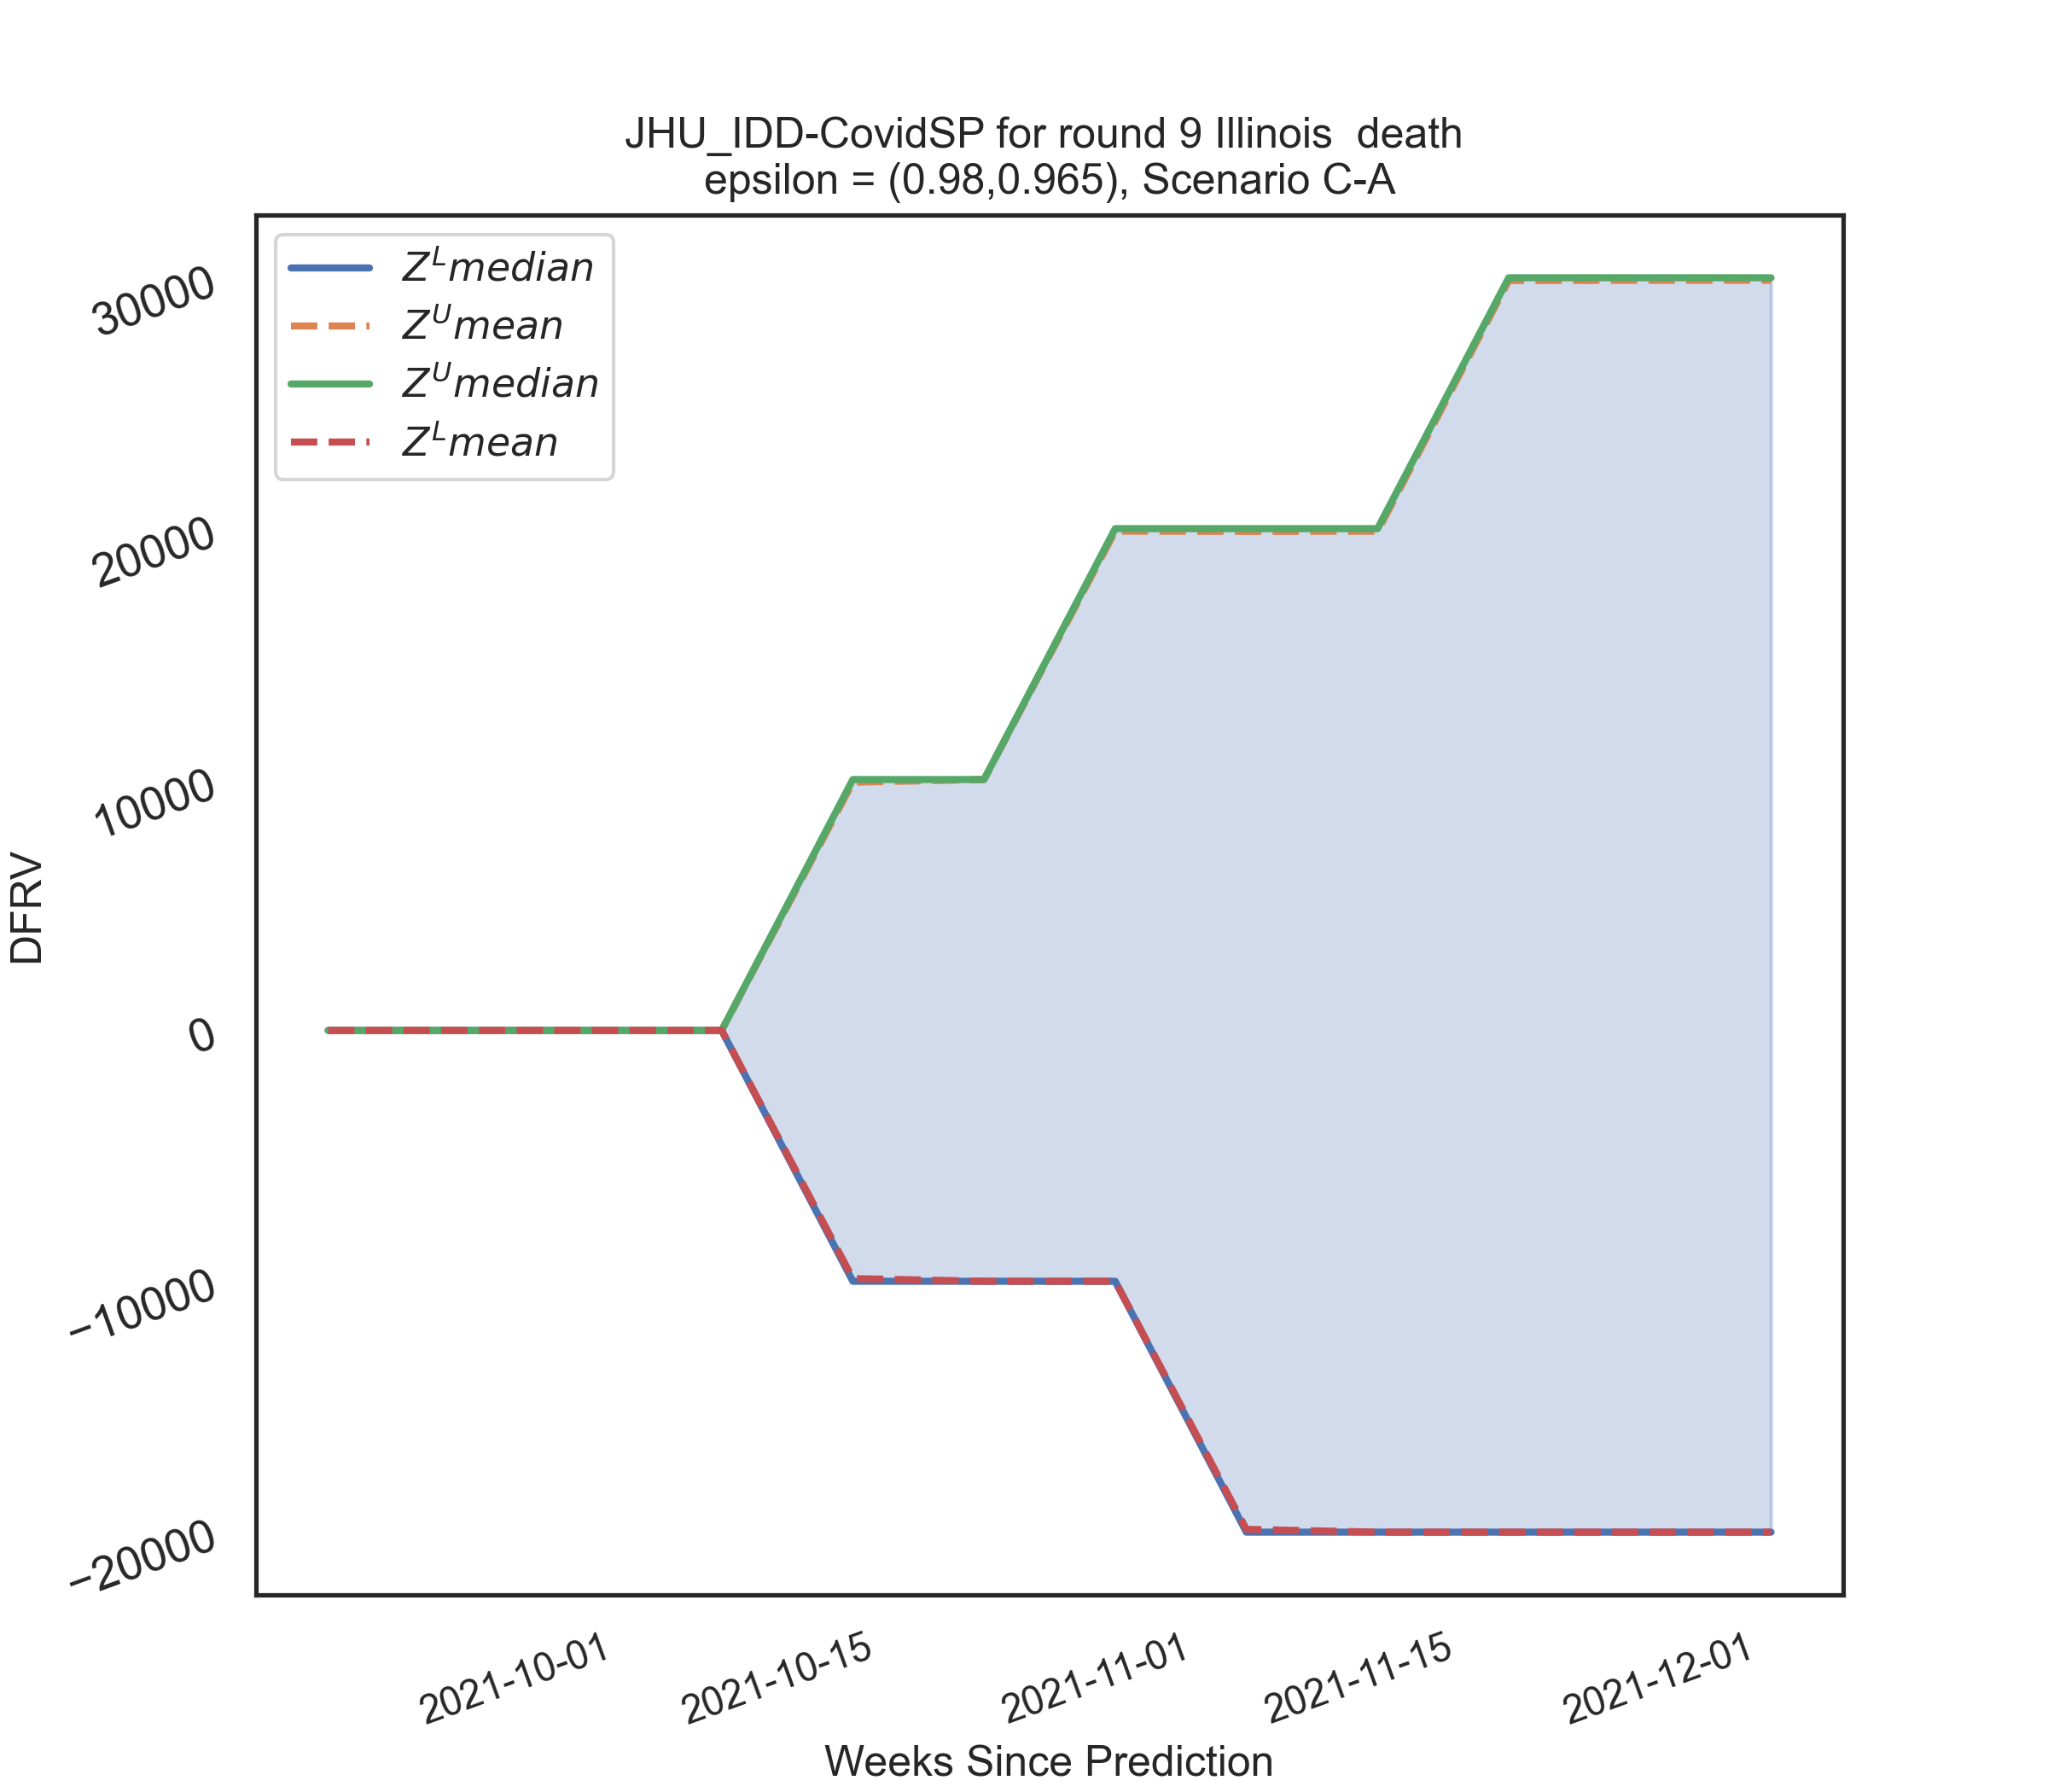 JHU_IDD-CovidSP for round 9 Illinois  death
epsilon = (0.98,0.965), Scenario C-A
Z^L median
Z^U mean
Z^U median
Z^L mean
30000
20000
10000
0
−10000
−20000
DFRV
2021-10-01
2021-10-15
2021-11-01
2021-11-15
2021-12-01
Weeks Since Prediction